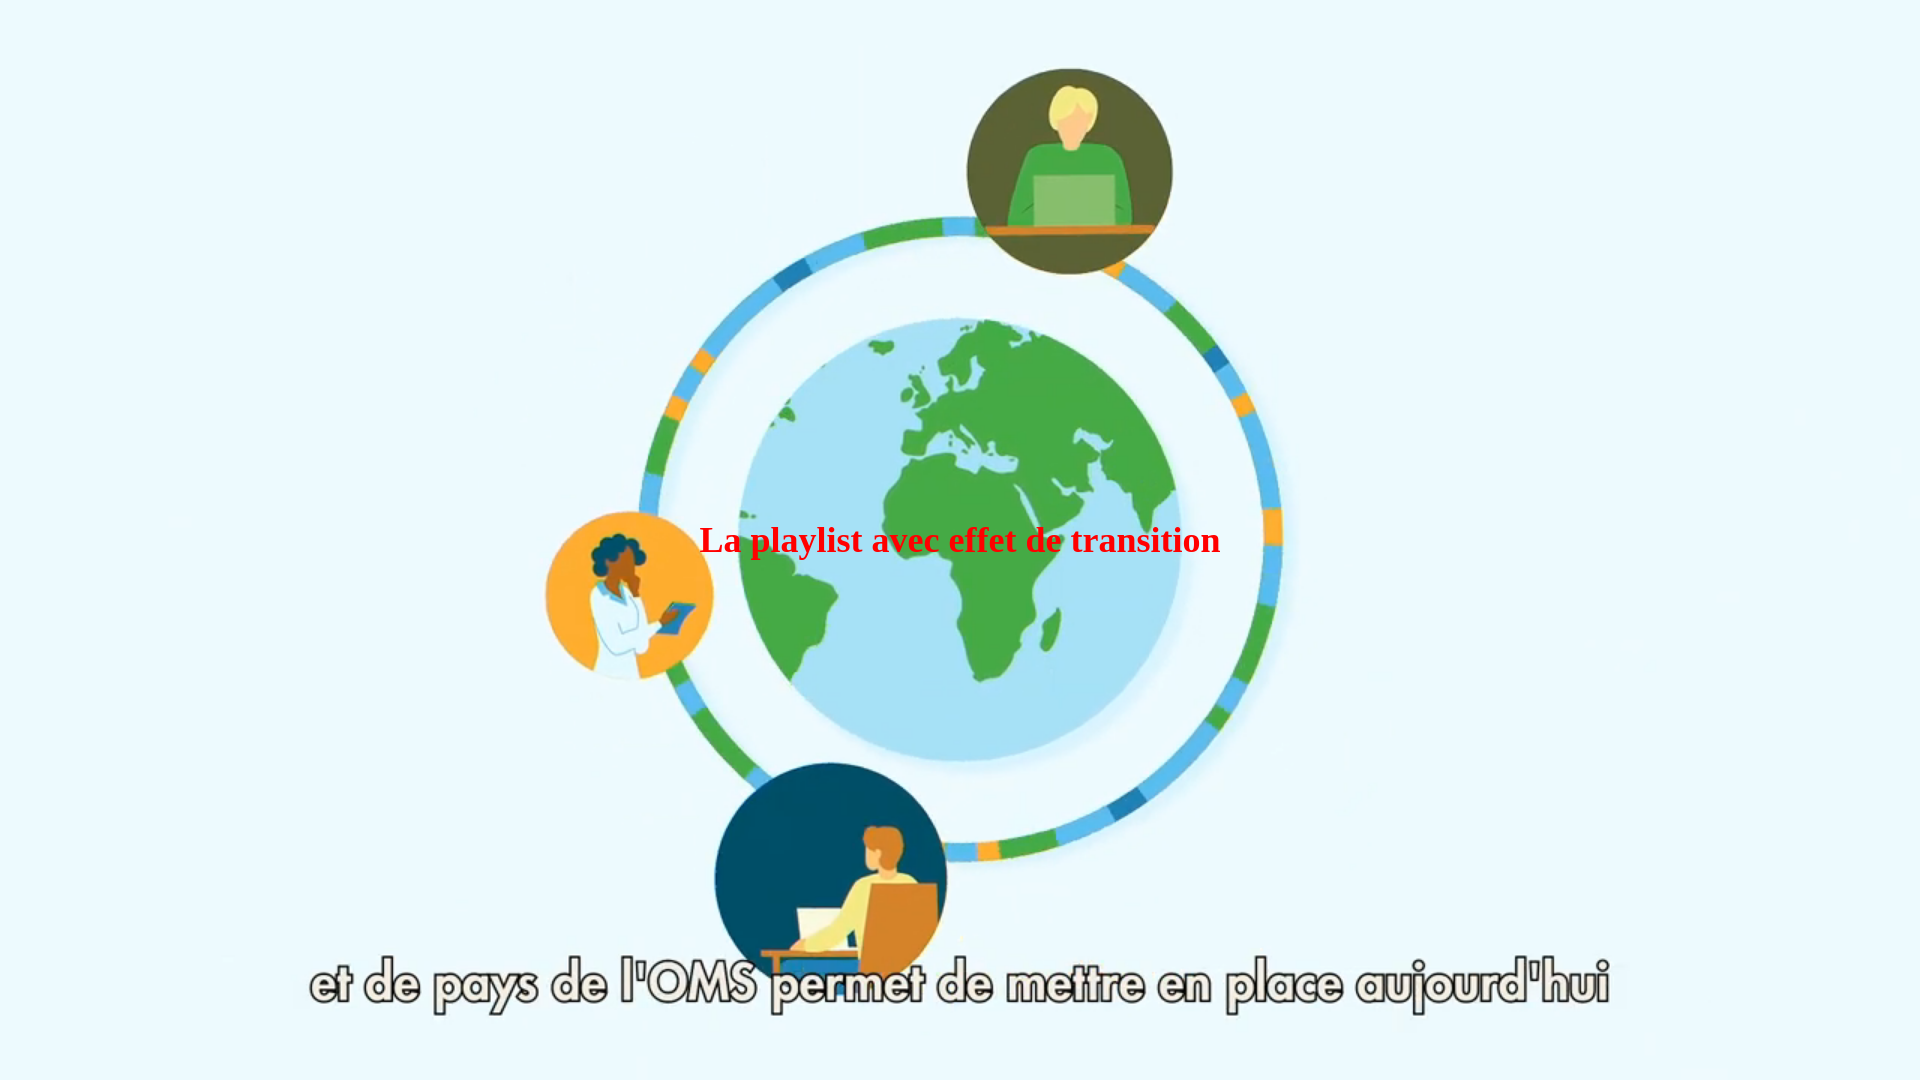 La playlist avec effet de transition
et de pays de l'OMS permet de mettre en place aujourd'hui